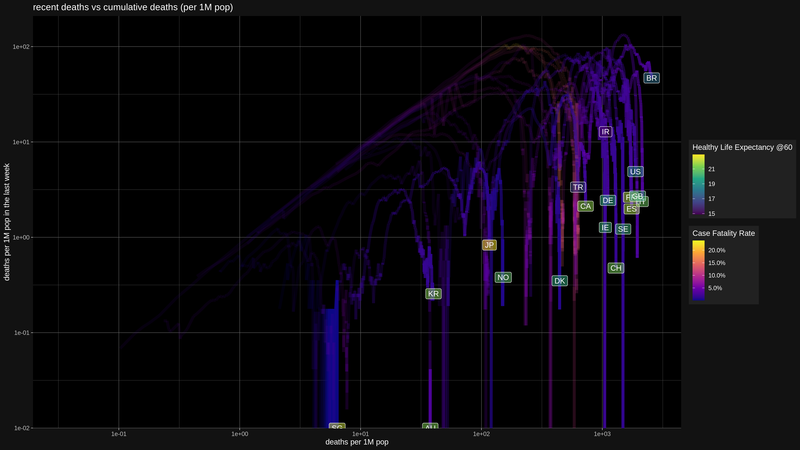 recent deaths vs cumulative deaths (per 1M pop)
deaths per 1M pop in the last week
1e+02
1e+01
1e+00
1e-01
1e-02
1e-01
1e+00
1e+01
1e+02
1e+03
deaths per 1M pop
BR
IR
US
TR
CA
DE
GB
ES
IE
SE
JP
CH
NO
DK
KR
SG
AU
Healthy Life Expectancy @60
21
19
17
15
Case Fatality Rate
20.0%
15.0%
10.0%
5.0%